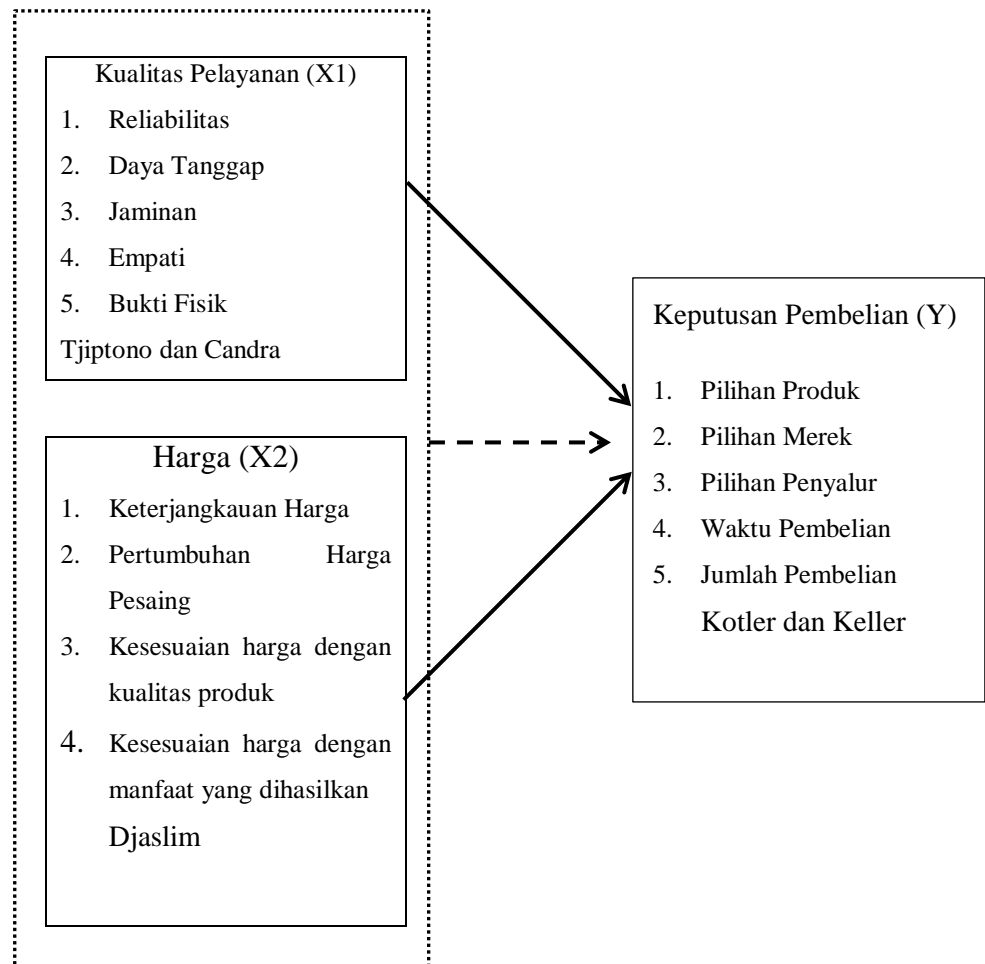 Kualitas Pelayanan (X1)
1. Reliabilitas
2. Daya Tanggap
3. Jaminan
4. Empati
5. Bukti Fisik
Tjiptono dan Candra
Harga (X2)
1. Keterjangkauan Harga
2. Pertumbuhan Harga
Pesaing
3. Kesesuaian harga dengan
kualitas produk
4. Kesesuaian harga dengan
manfaat yang dihasilkan
Djaslim
Keputusan Pembelian (Y)
1. Pilihan Produk
2. Pilihan Merek
3. Pilihan Penyalur
4. Waktu Pembelian
5. Jumlah Pembelian
Kotler dan Keller